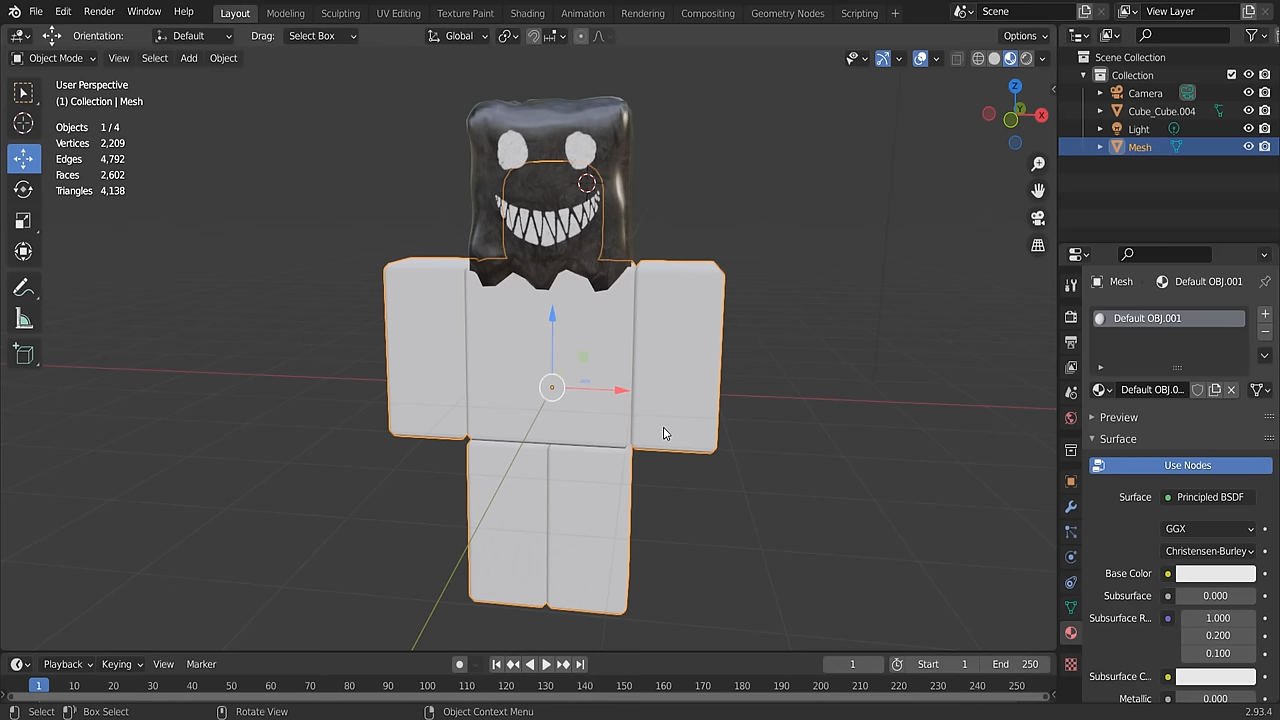 File Edit Render Window Help Layout Modeling Sculpting UV Editing Texture Paint Shading Animation Rendering Compositing Geometry Nodes Scripting + Scene View Layer
Orientation: Default Drag: Select Box Global Options
Object Mode View Select Add Object
User Perspective
(1) Collection | Mesh
Objects 1 / 4
Vertices 2,209
Edges 4,792
Faces 2,602
Triangles 4,138
Z
Y
X
Scene Collection
Collection
Camera
Cube_Cube.004
Light
Mesh
Mesh Default OBJ.001
Default OBJ.001
Default OBJ.0...
Preview
Surface
Use Nodes
Surface Principled BSDF
GGX
Christensen-Burley
Base Color
Subsurface 0.000
Subsurface R... 1.000
0.200
0.100
Subsurface C...
Metallic 0.000
Playback Keying View Marker 1 Start 1 End 250
1 10 20 30 40 50 60 70 80 90 100 110 120 130 140 150 160 170 180 190 200 210 220 230 240 250
Select Box Select Rotate View Object Context Menu 2.93.4